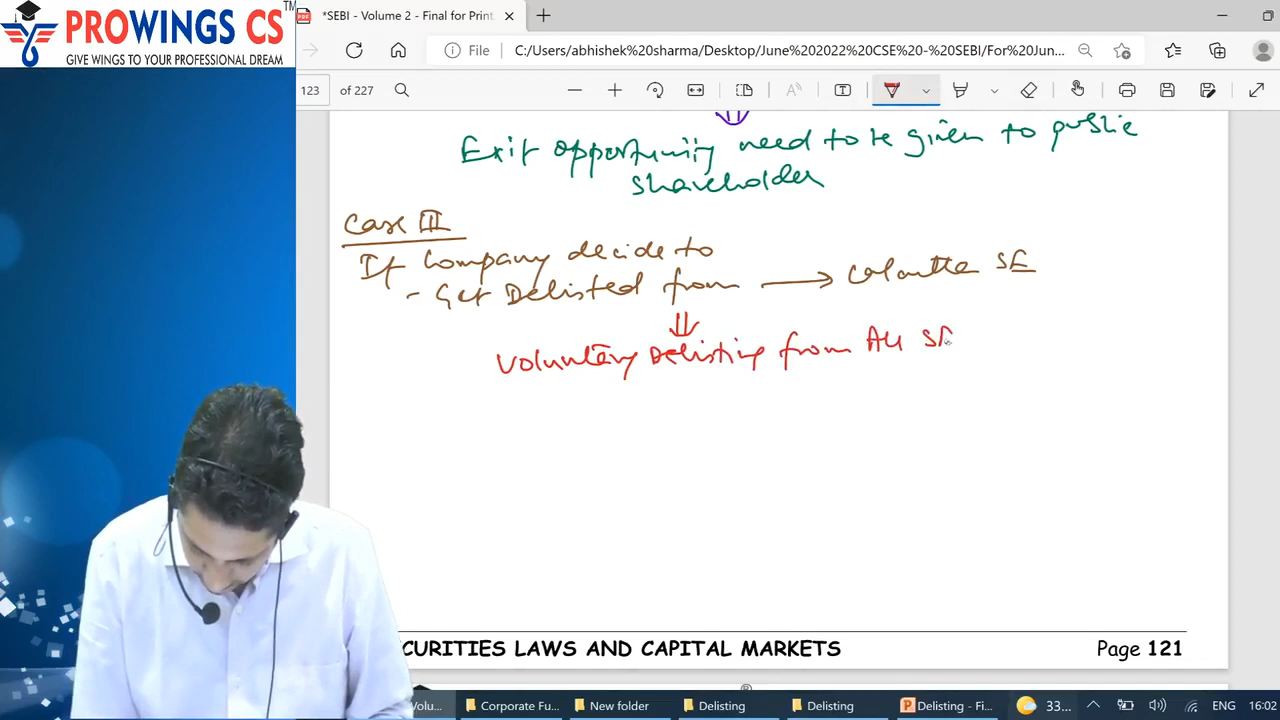 PROWINGS CS™
GIVE WINGS TO YOUR PROFESSIONAL DREAM
*SEBI - Volume 2 - Final for Print
File
C:/Users/abhishek%20sharma/Desktop/June%202022%20CSE%20-%20SEBI/For%20Jun...
123 of 227
Exit opportunity need to be given to public
shareholder
Case III
If Company decide to
- Get Delisted from → Calcutta SE
Voluntary Delisting from All SE
CURITIES LAWS AND CAPITAL MARKETS
Page 121
Volu...
Corporate Fu...
New folder
Delisting
Delisting
Delisting - Fi...
33...
ENG
16:02